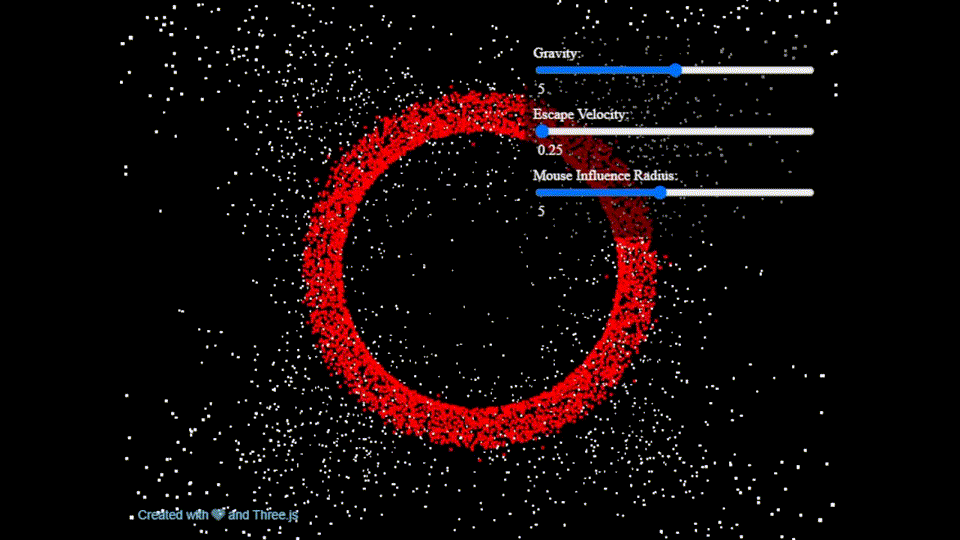 Gravity:
5
Escape Velocity:
0.25
Mouse Influence Radius:
5
Created with 💙 and Three.js